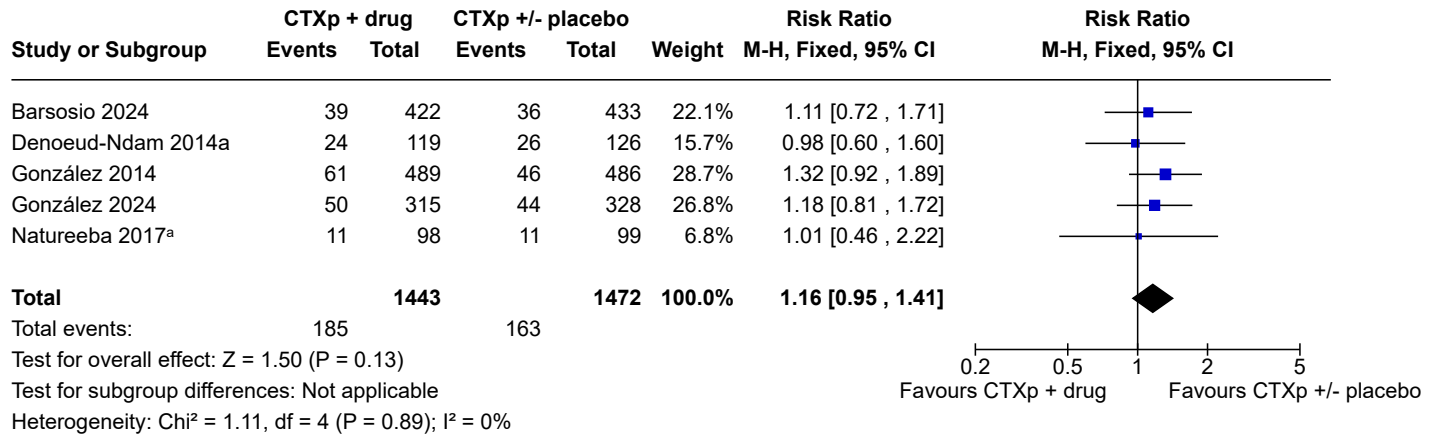 CTXp + drug CTXp +/- placebo Risk Ratio Risk Ratio
Study or Subgroup Events Total Events Total Weight M-H, Fixed, 95% CI M-H, Fixed, 95% CI
Barsosio 2024 39 422 36 433 22.1% 1.11 [0.72 , 1.71]
Denoeud-Ndam 2014a 24 119 26 126 15.7% 0.98 [0.60 , 1.60]
González 2014 61 489 46 486 28.7% 1.32 [0.92 , 1.89]
González 2024 50 315 44 328 26.8% 1.18 [0.81 , 1.72]
Natureeba 2017ᵃ 11 98 11 99 6.8% 1.01 [0.46 , 2.22]
Total 1443 1472 100.0% 1.16 [0.95 , 1.41]
Total events: 185 163
Test for overall effect: Z = 1.50 (P = 0.13)
0.2 0.5 1 2 5
Test for subgroup differences: Not applicable
Favours CTXp + drug Favours CTXp +/- placebo
Heterogeneity: Chi² = 1.11, df = 4 (P = 0.89); I² = 0%